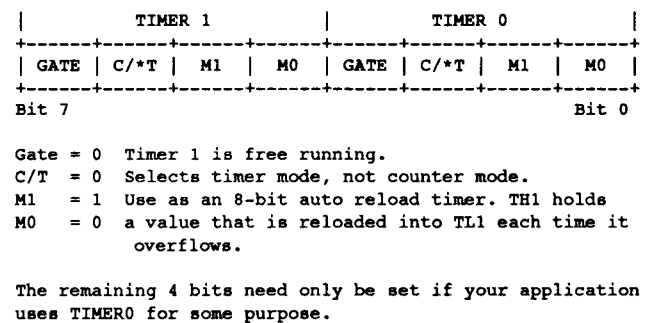 |          TIMER 1          |          TIMER 0          |
+------+------+------+------+------+------+------+------+
| GATE | C/*T |  M1  |  M0  | GATE | C/*T |  M1  |  M0  |
+------+------+------+------+------+------+------+------+
Bit 7                                              Bit 0
Gate = 0  Timer 1 is free running.
C/T  = 0  Selects timer mode, not counter mode.
M1   = 1  Use as an 8-bit auto reload timer. TH1 holds
M0   = 0  a value that is reloaded into TL1 each time it
overflows.
The remaining 4 bits need only be set if your application
uses TIMER0 for some purpose.